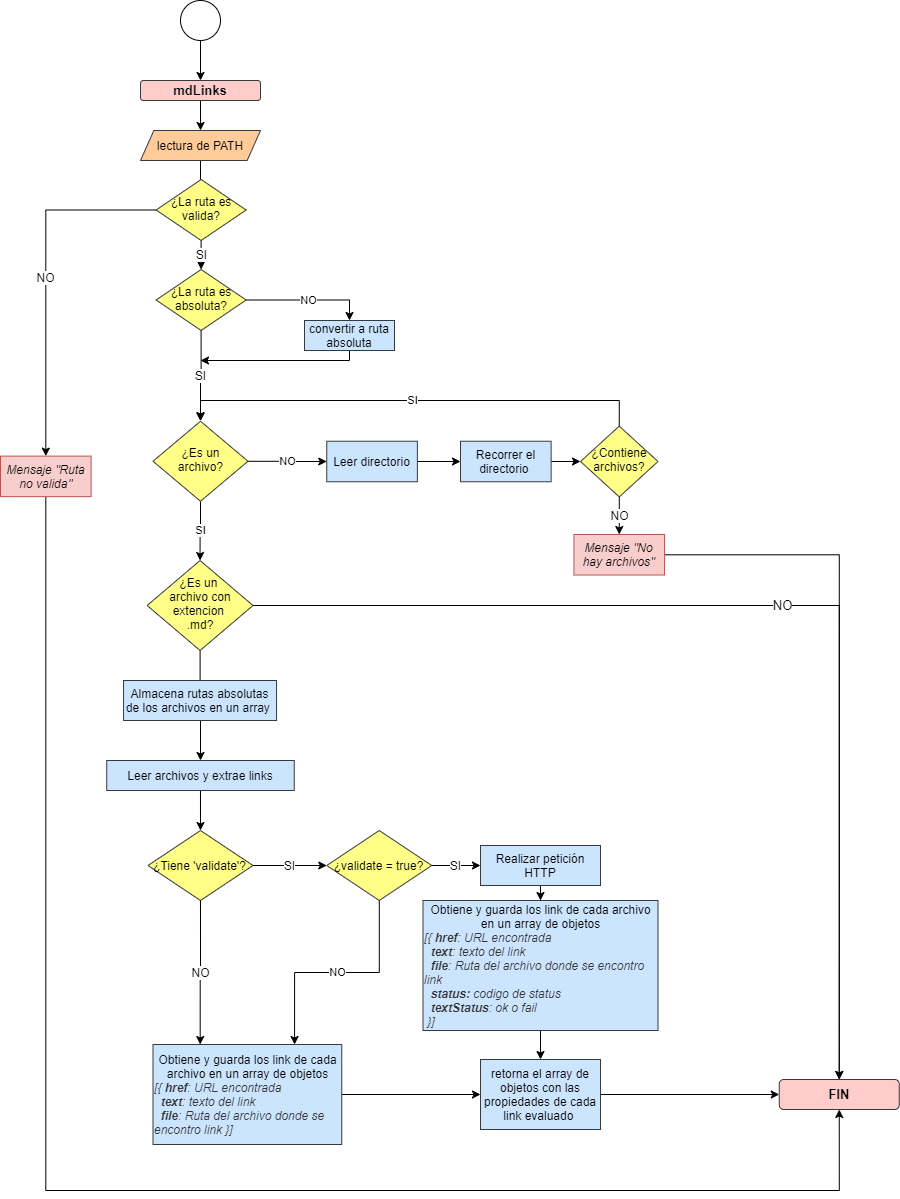 mdLinks
lectura de PATH
¿La ruta es
valida?
NO
SI
¿La ruta es
absoluta?
NO
convertir a ruta
absoluta
SI
SI
¿Es un
archivo?
NO
Leer directorio
Recorrer el
directorio
¿Contiene
archivos?
Mensaje "Ruta
no valida"
NO
SI
Mensaje "No
hay archivos"
¿Es un
archivo con
extencion
.md?
NO
Almacena rutas absolutas
de los archivos en un array
Leer archivos y extrae links
¿Tiene 'validate'?
SI
¿validate = true?
SI
Realizar petición
HTTP
Obtiene y guarda los link de cada archivo
en un array de objetos
[{ href: URL encontrada
text: texto del link
file: Ruta del archivo donde se encontro
link
status: codigo de status
textStatus: ok o fail
}]
NO
NO
Obtiene y guarda los link de cada
archivo en un array de objetos
[{ href: URL encontrada
text: texto del link
file: Ruta del archivo donde se
encontro link }]
retorna el array de
objetos con las
propiedades de cada
link evaluado
FIN